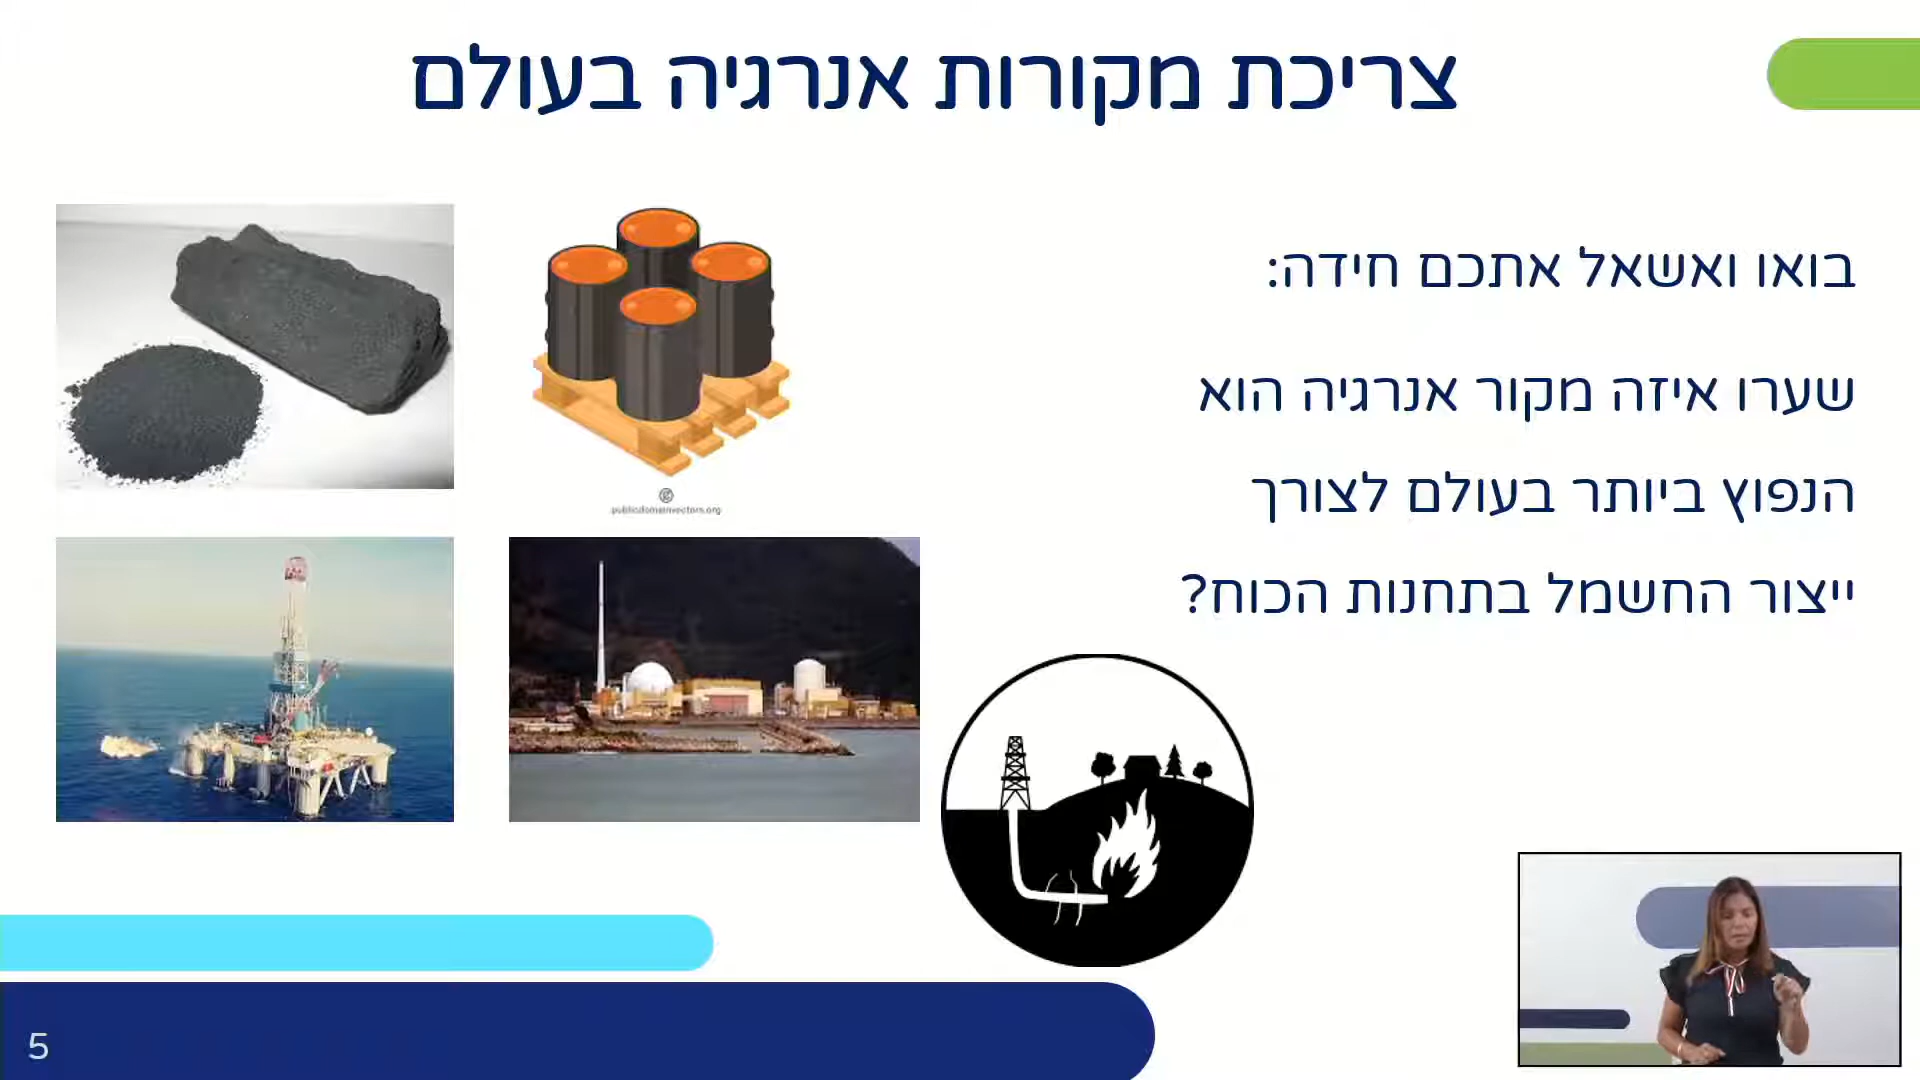 צריכת מקורות אנרגיה בעולם
בואו ואשאל אתכם חידה:
שערו איזה מקור אנרגיה הוא
הנפוץ ביותר בעולם לצורך
ייצור החשמל בתחנות הכוח?
publicdomainvectors.org
5